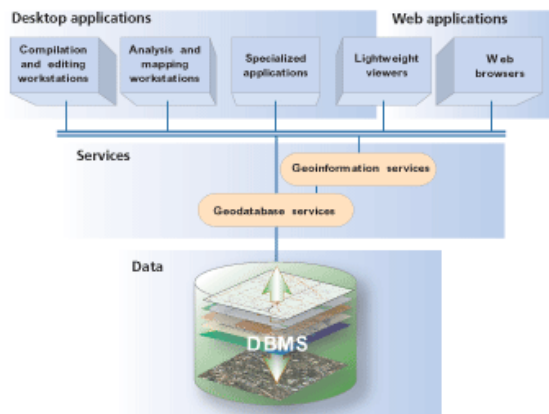 Desktop applications
Web applications
Compilation
and editing
workstations
Analysis and
mapping
workstations
Specialized
applications
Lightweight
viewers
Web
browsers
Services
Geoinformation services
Geodatabase services
Data
DBMS